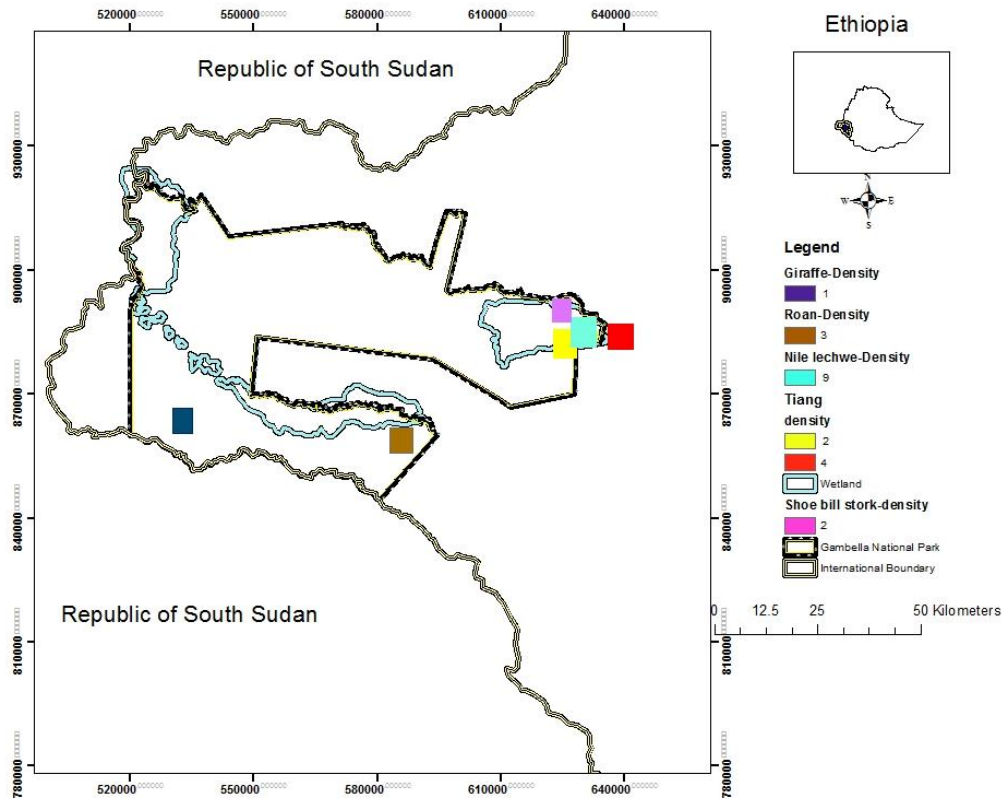 520000 550000 580000 610000 640000
Ethiopia
Republic of South Sudan
930000
900000
870000
840000
810000
780000
N
W E
S
Legend
Giraffe-Density
1
Roan-Density
3
Nile lechwe-Density
9
Tiang
density
2
4
Wetland
Shoe bill stork-density
2
Gambella National Park
International Boundary
0 12.5 25 50 Kilometers
Republic of South Sudan
930000
900000
870000
840000
810000
780000
520000 550000 580000 610000 640000